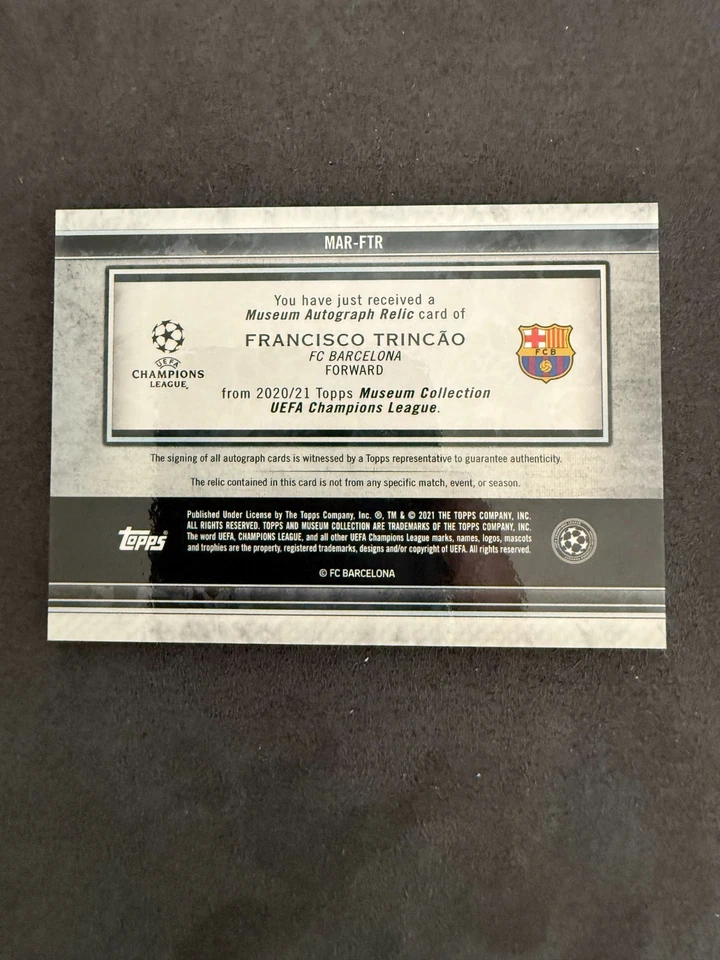 MAR-FTR
You have just received a
Museum Autograph Relic card of
FRANCISCO TRINCÃO
FC BARCELONA
FORWARD
from 2020/21 Topps Museum Collection
UEFA Champions League.
UEFA
CHAMPIONS
LEAGUE
FCB
The signing of all autograph cards is witnessed by a Topps representative to guarantee authenticity.
The relic contained in this card is not from any specific match, event, or season.
topps
Published Under License by The Topps Company, Inc. ®, TM & © 2021 THE TOPPS COMPANY, INC.
ALL RIGHTS RESERVED. TOPPS AND MUSEUM COLLECTION ARE TRADEMARKS OF THE TOPPS COMPANY, INC.
The word UEFA, CHAMPIONS LEAGUE, and all other UEFA Champions League marks, names, logos, mascots
and trophies are the property, registered trademarks, designs and/or copyright of UEFA. All rights reserved.
© FC BARCELONA